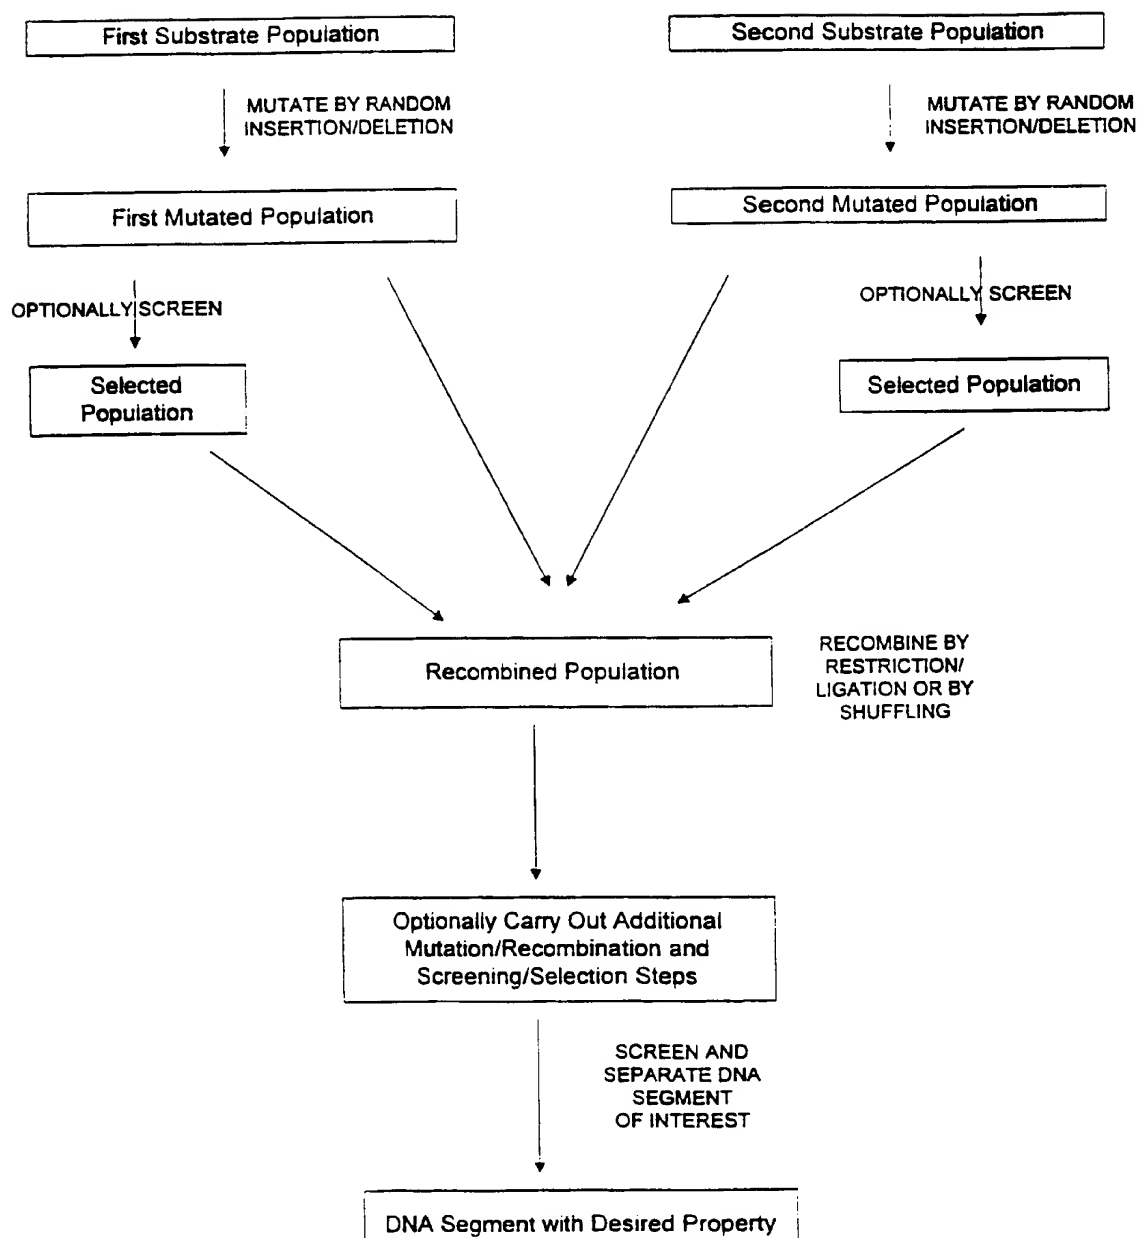 First Substrate Population
Second Substrate Population
MUTATE BY RANDOM
INSERTION/DELETION
MUTATE BY RANDOM
INSERTION/DELETION
First Mutated Population
Second Mutated Population
OPTIONALLY SCREEN
OPTIONALLY SCREEN
Selected
Population
Selected Population
Recombined Population
RECOMBINE BY
RESTRICTION/
LIGATION OR BY
SHUFFLING
Optionally Carry Out Additional
Mutation/Recombination and
Screening/Selection Steps
SCREEN AND
SEPARATE DNA
SEGMENT
OF INTEREST
DNA Segment with Desired Property